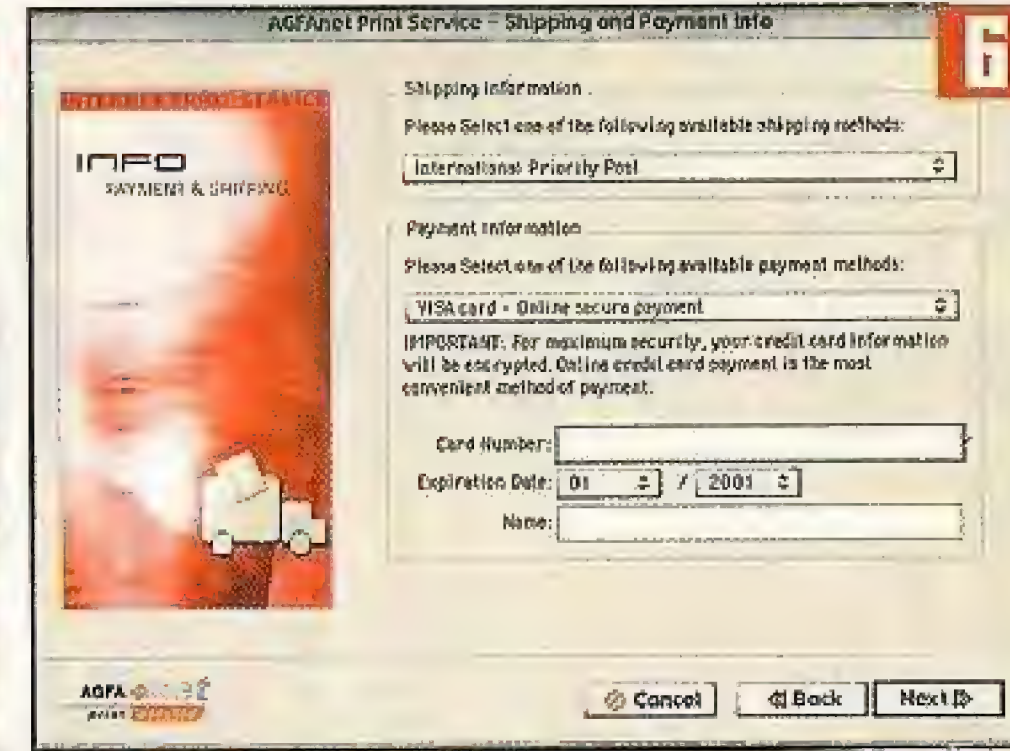 AGFAnet Print Service - Shipping and Payment Info
6
INFO
PAYMENT & SHIPPING
Shipping information
Please Select one of the following available shipping methods:
International Priority Post
Payment information
Please Select one of the following available payment methods:
VISA card - Online secure payment
IMPORTANT: For maximum security, your credit card information
will be encrypted. Online credit card payment is the most
convenient method of payment.
Card Number:
Expiration Date: 01 / 2001
Name:
AGFA
print
Cancel
Back
Next